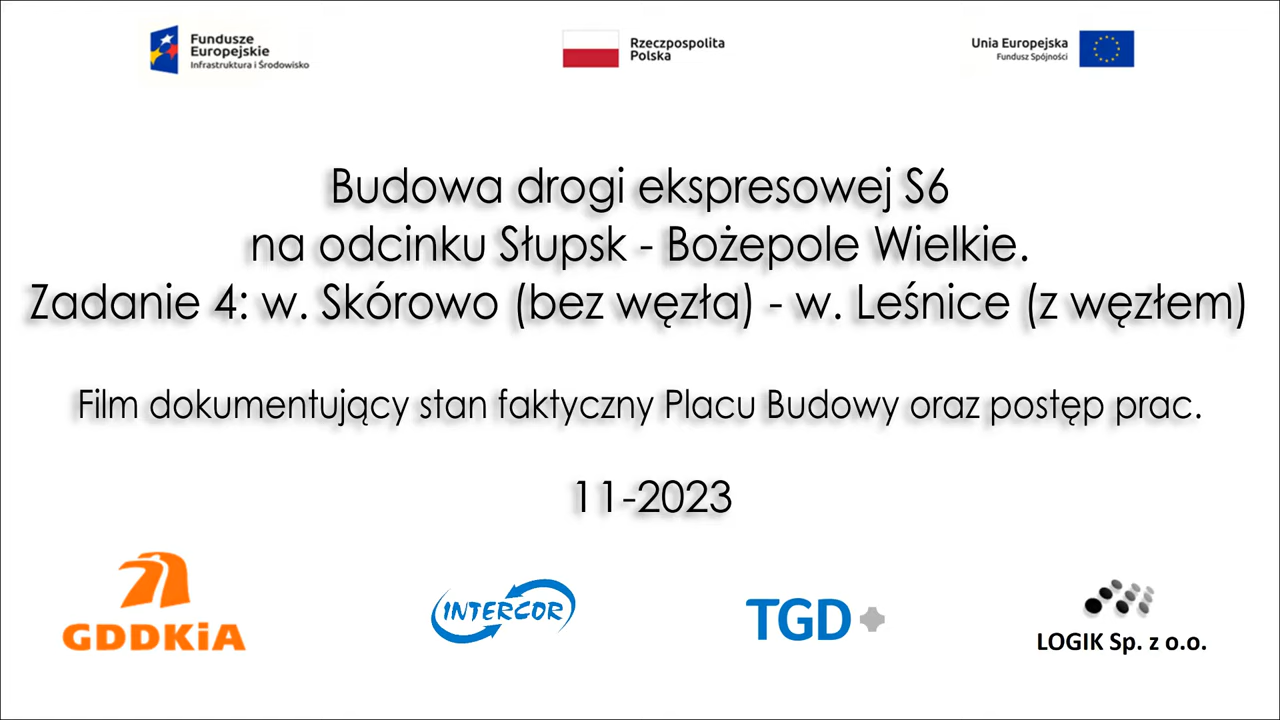 Fundusze
Europejskie
Infrastruktura i Środowisko
Rzeczpospolita
Polska
Unia Europejska
Fundusz Spójności
Budowa drogi ekspresowej S6
na odcinku Słupsk - Bożepole Wielkie.
Zadanie 4: w. Skórowo (bez węzła) - w. Leśnice (z węzłem)
Film dokumentujący stan faktyczny Placu Budowy oraz postęp prac.
11-2023
GDDKiA
INTERCOR
TGD
LOGIK Sp. z o.o.